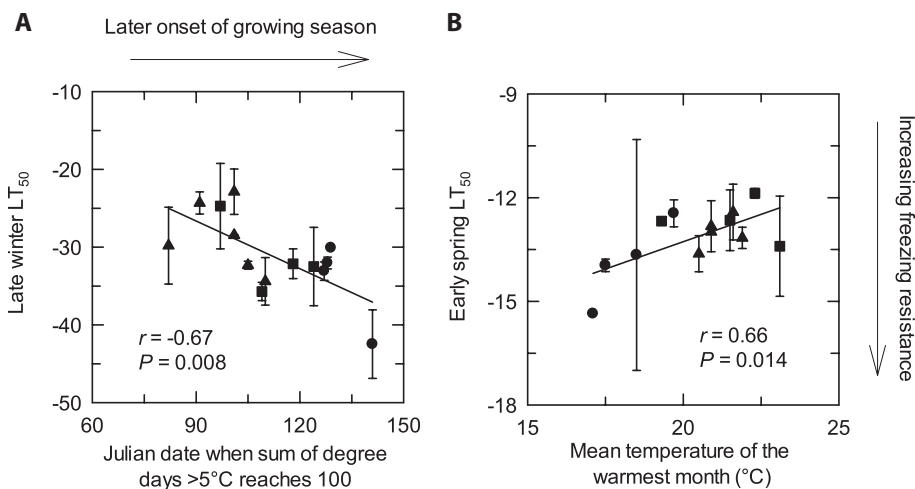 A
Later onset of growing season
-10
-20
-30
-40
-50
Late winter LT50
r = -0.67
P = 0.008
60 90 120 150
Julian date when sum of degree
days >5°C reaches 100
B
-9
-12
-15
-18
Early spring LT50
r = 0.66
P = 0.014
15 20 25
Mean temperature of the
warmest month (°C)
Increasing freezing resistance